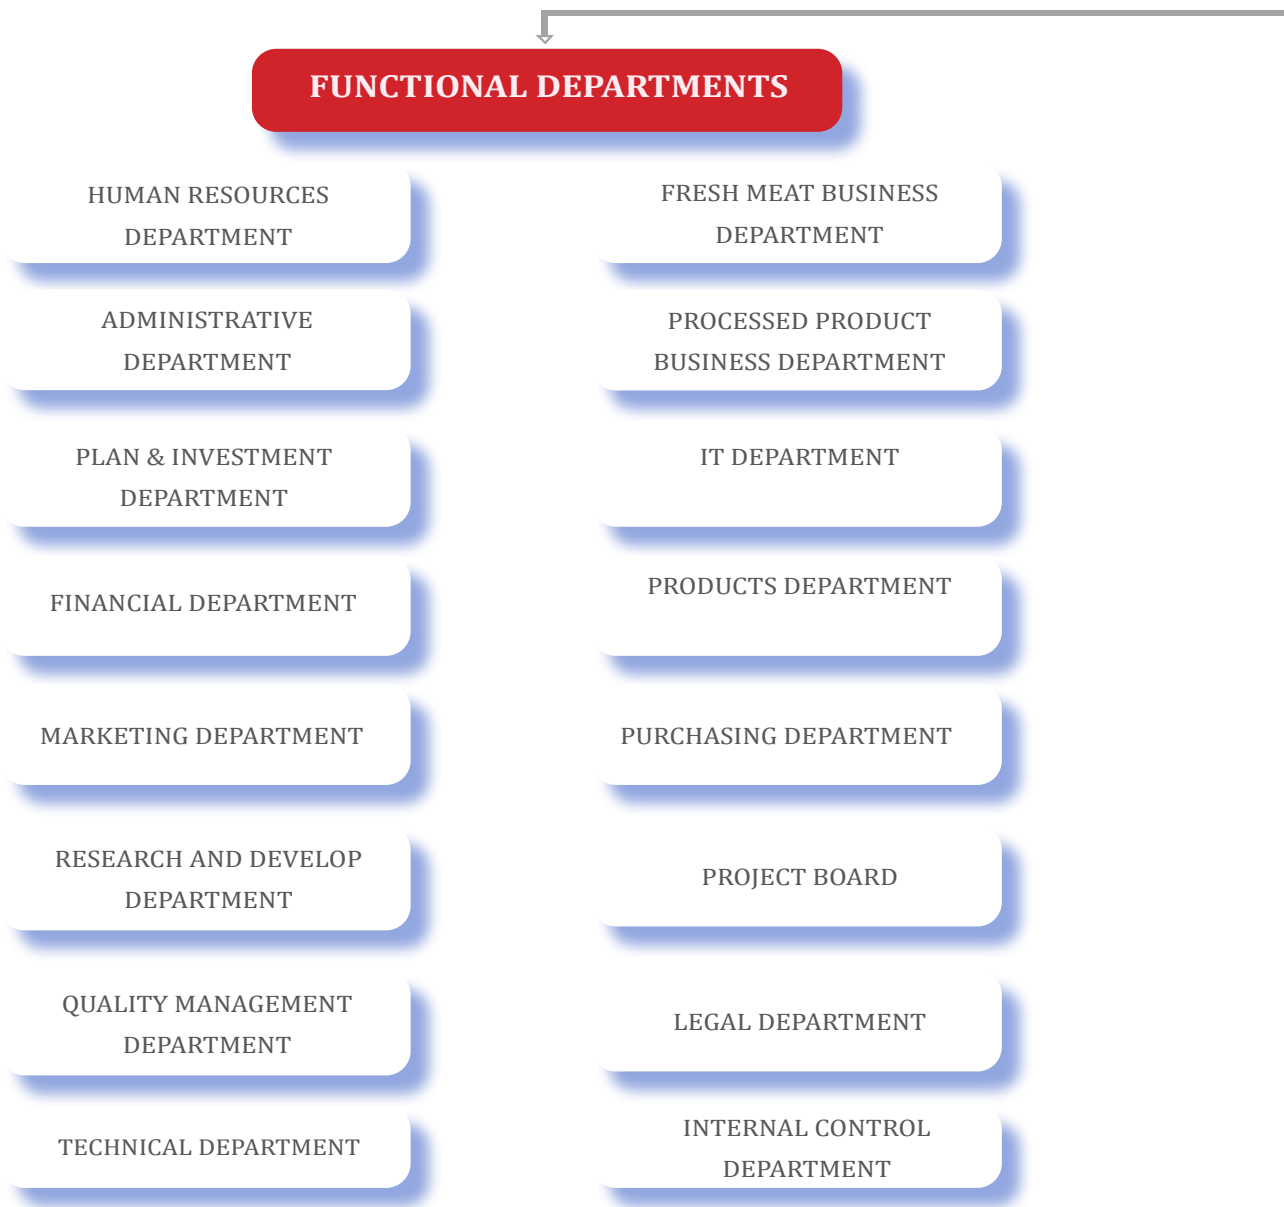 FUNCTIONAL DEPARTMENTS
HUMAN RESOURCES
DEPARTMENT
ADMINISTRATIVE
DEPARTMENT
PLAN & INVESTMENT
DEPARTMENT
FINANCIAL DEPARTMENT
MARKETING DEPARTMENT
RESEARCH AND DEVELOP
DEPARTMENT
QUALITY MANAGEMENT
DEPARTMENT
TECHNICAL DEPARTMENT
FRESH MEAT BUSINESS
DEPARTMENT
PROCESSED PRODUCT
BUSINESS DEPARTMENT
IT DEPARTMENT
PRODUCTS DEPARTMENT
PURCHASING DEPARTMENT
PROJECT BOARD
LEGAL DEPARTMENT
INTERNAL CONTROL
DEPARTMENT